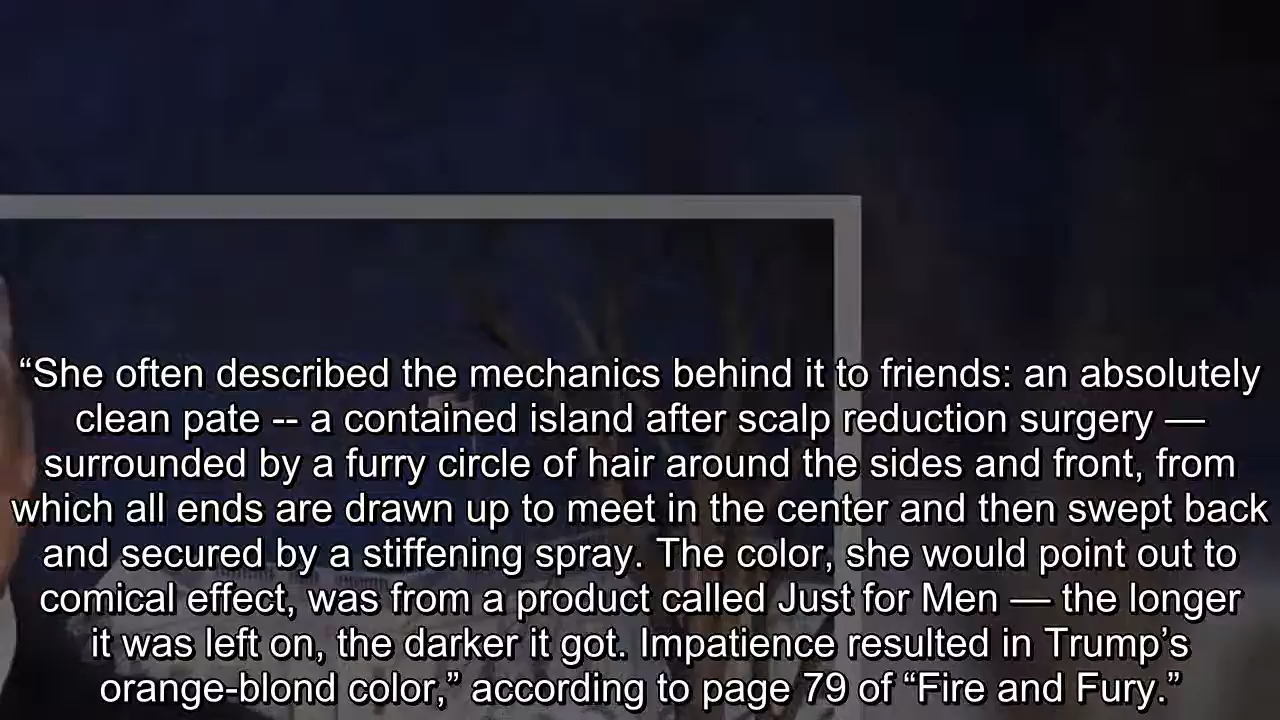 “She often described the mechanics behind it to friends: an absolutely
clean pate -- a contained island after scalp reduction surgery —
surrounded by a furry circle of hair around the sides and front, from
which all ends are drawn up to meet in the center and then swept back
and secured by a stiffening spray. The color, she would point out to
comical effect, was from a product called Just for Men — the longer
it was left on, the darker it got. Impatience resulted in Trump’s
orange-blond color,” according to page 79 of “Fire and Fury.”